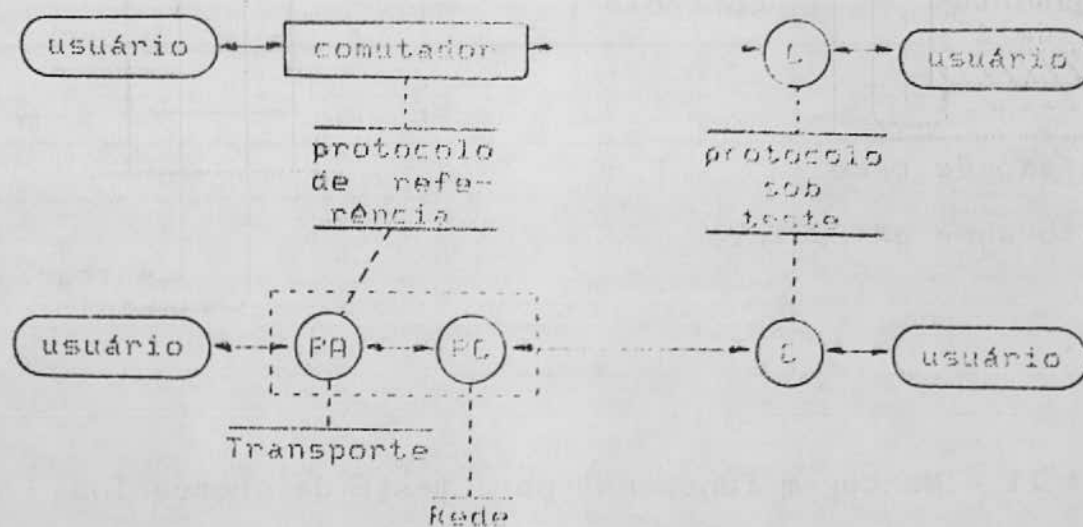 usuário
comutador
usuário
protocolo
de refe-
rência
protocolo
sob
teste
usuário
PA
PC
usuário
Transporte
Rede